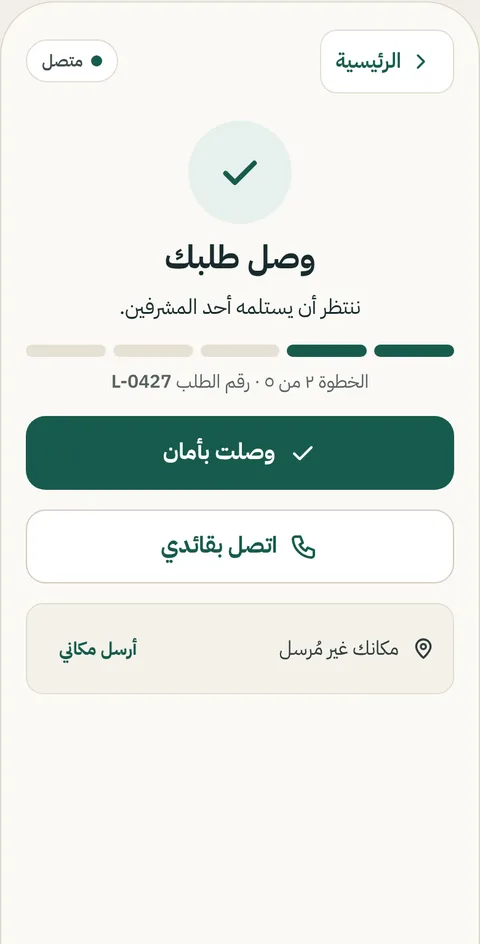 الرئيسية
متصل
وصل طلبك
ننتظر أن يستلمه أحد المشرفين.
الخطوة ٢ من ٥ · رقم الطلب L-0427
وصلت بأمان
اتصل بقائدي
مكانك غير مُرسل
أرسل مكاني